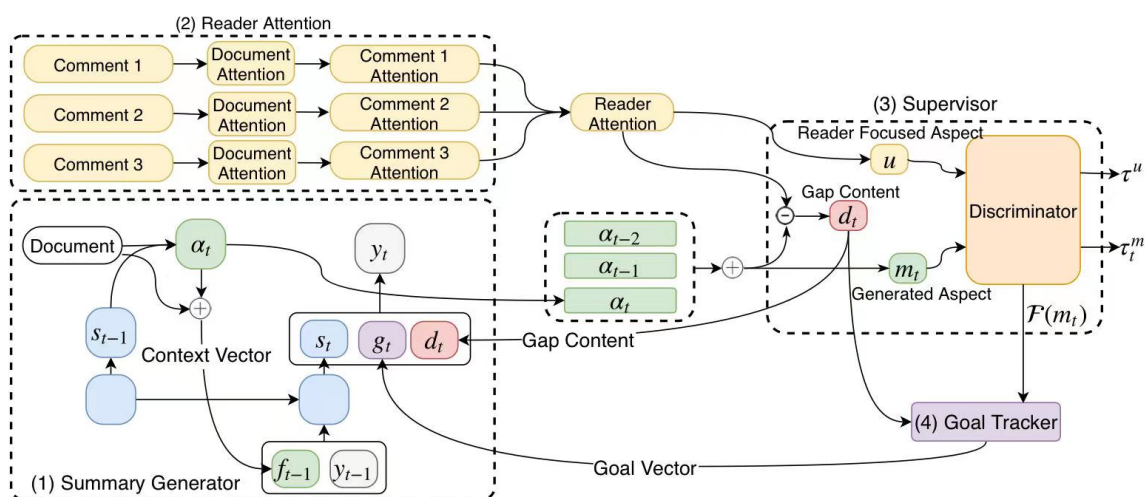 (2) Reader Attention
Comment 1
Document
Attention
Comment 1
Attention
Comment 2
Document
Attention
Comment 2
Attention
Comment 3
Document
Attention
Comment 3
Attention
Reader
Attention
(3) Supervisor
Reader Focused Aspect
u
Gap Content
d_t
Discriminator
τ^u
τ_t^m
m_t
Generated Aspect
F(m_t)
Document
α_t
y_t
α_{t-2}
α_{t-1}
α_t
+
-
+
s_{t-1}
Context Vector
s_t
g_t
d_t
Gap Content
(4) Goal Tracker
f_{t-1}
y_{t-1}
Goal Vector
(1) Summary Generator